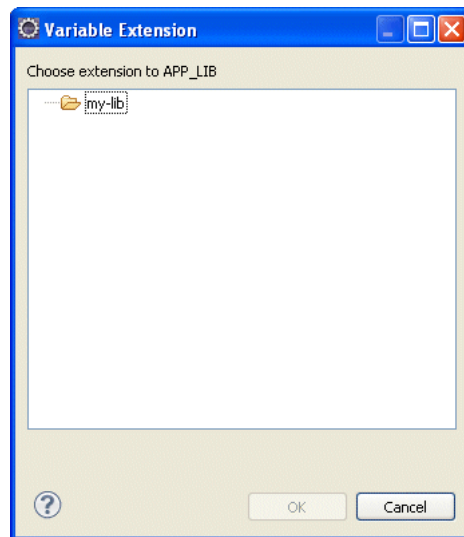 Variable Extension
Choose extension to APP_LIB
my-lib
?
OK
Cancel